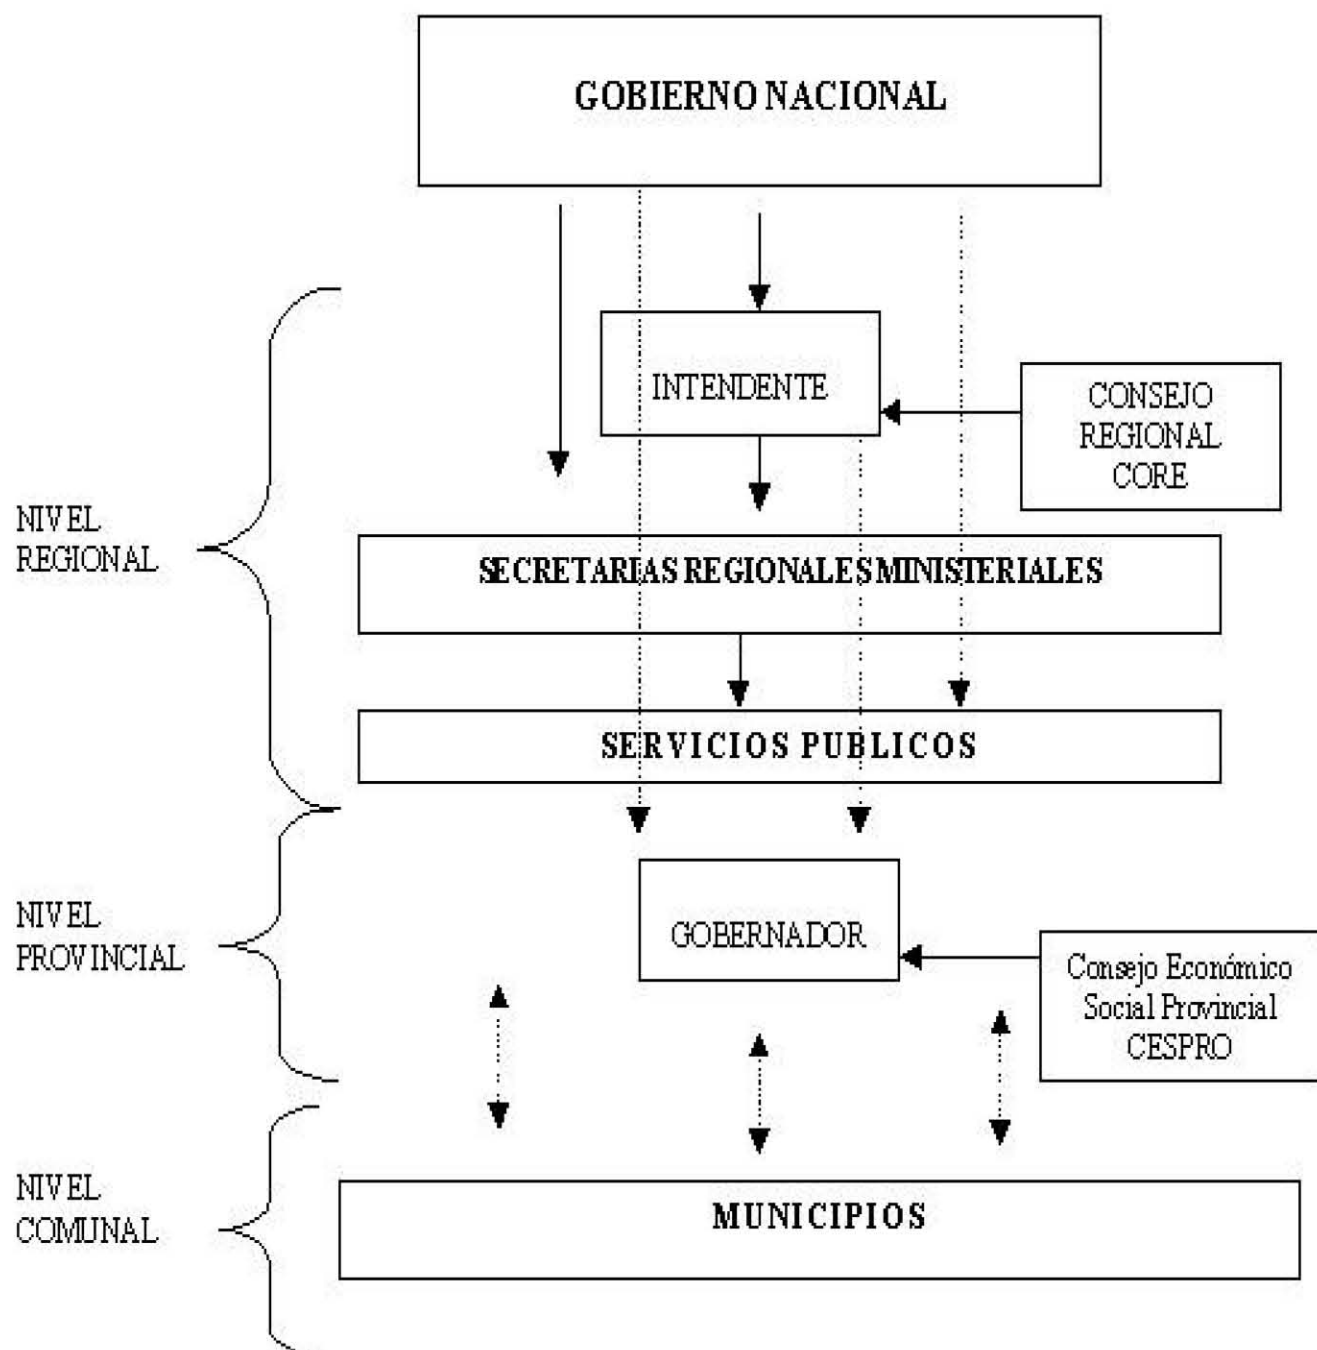 GOBIERNO NACIONAL
INTENDENTE
CONSEJO
REGIONAL
CORE
NIVEL
REGIONAL
SECRETARIAS REGIONALES MINISTERIALES
SERVICIOS PUBLICOS
NIVEL
PROVINCIAL
GOBERNADOR
Consejo Económico
Social Provincial
CESPRO
NIVEL
COMUNAL
MUNICIPIOS